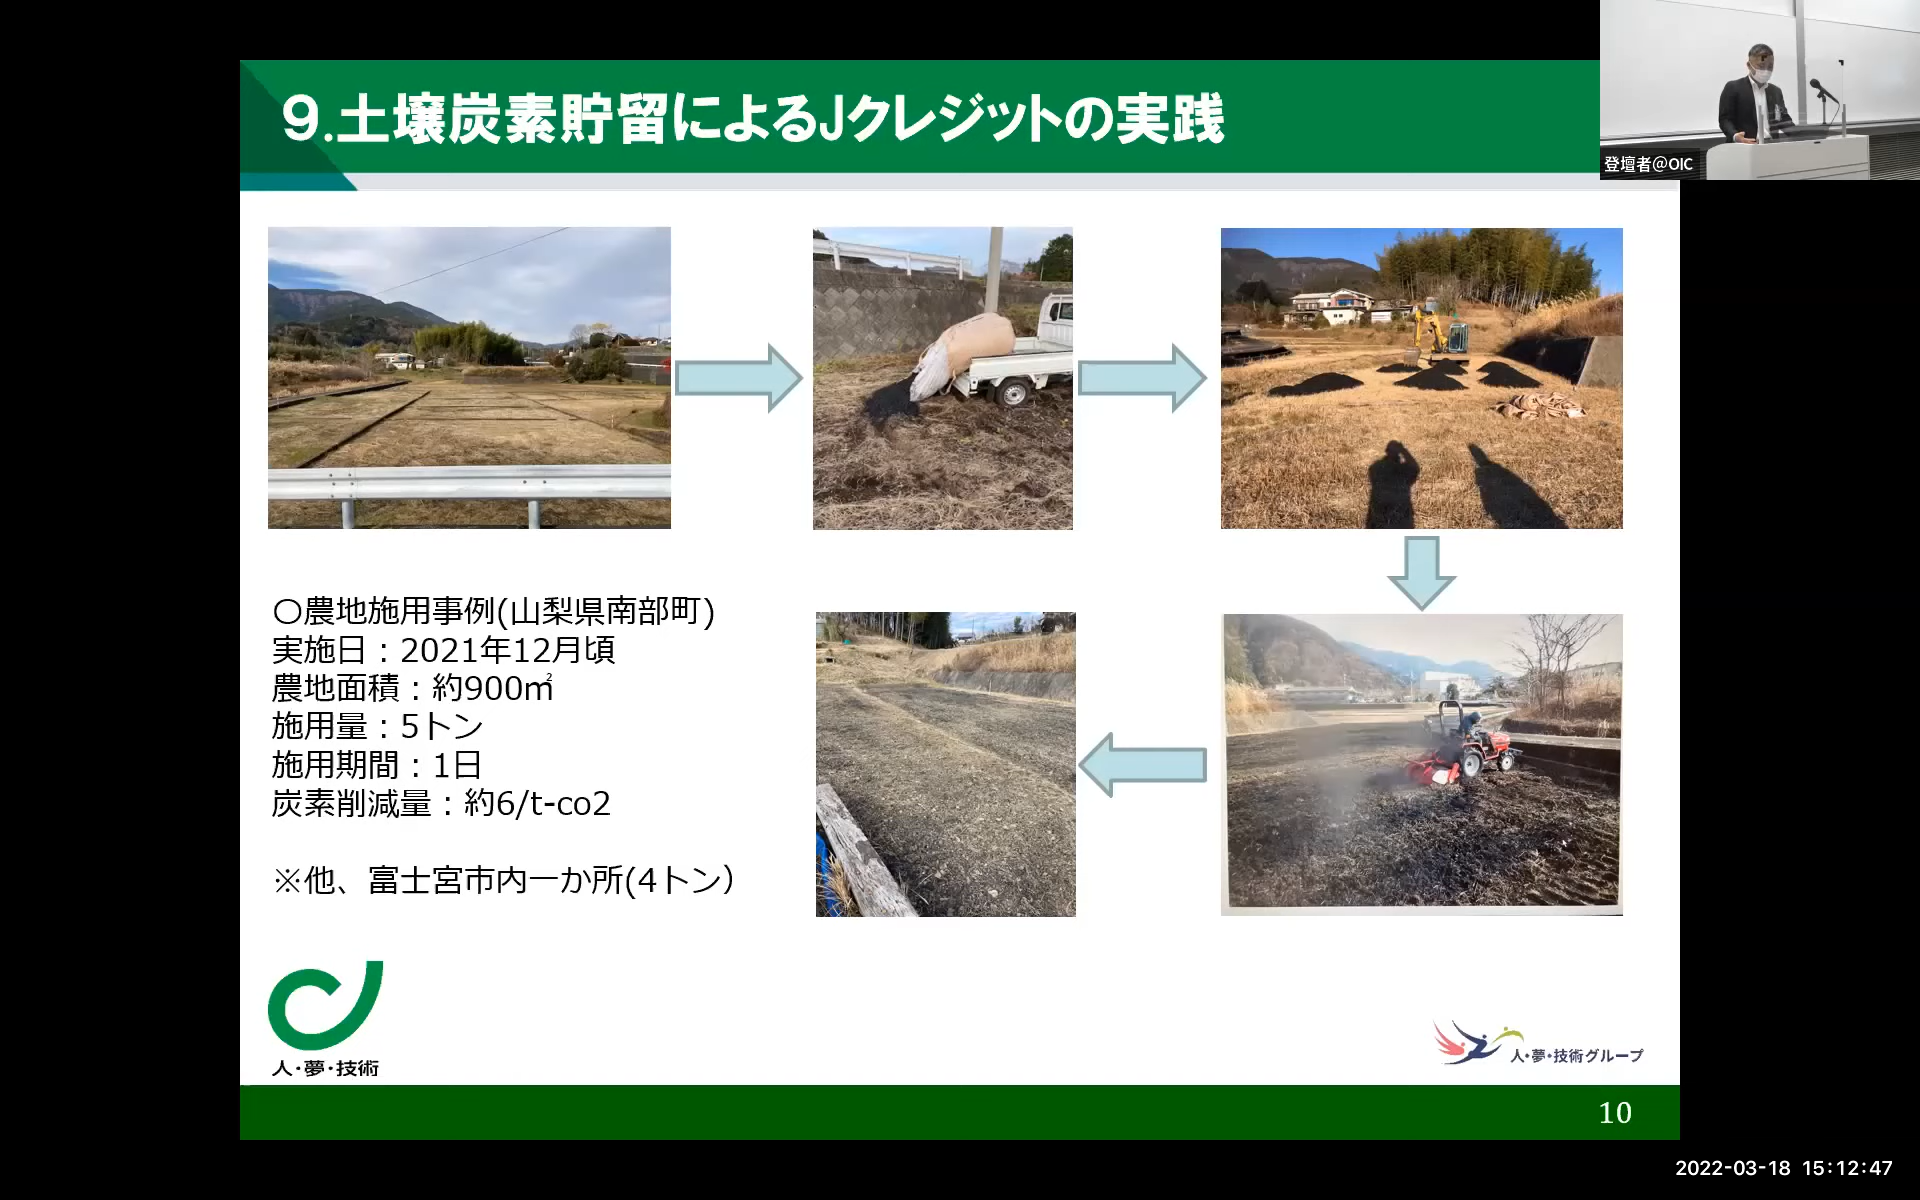 9.土壌炭素貯留によるJクレジットの実践
登壇者@OIC
〇農地施用事例(山梨県南部町)
実施日：2021年12月頃
農地面積：約900㎡
施用量：5トン
施用期間：1日
炭素削減量：約6/t-co2
※他、富士宮市内一か所(4トン）
人・夢・技術
人・夢・技術グループ
10
2022-03-18 15:12:47